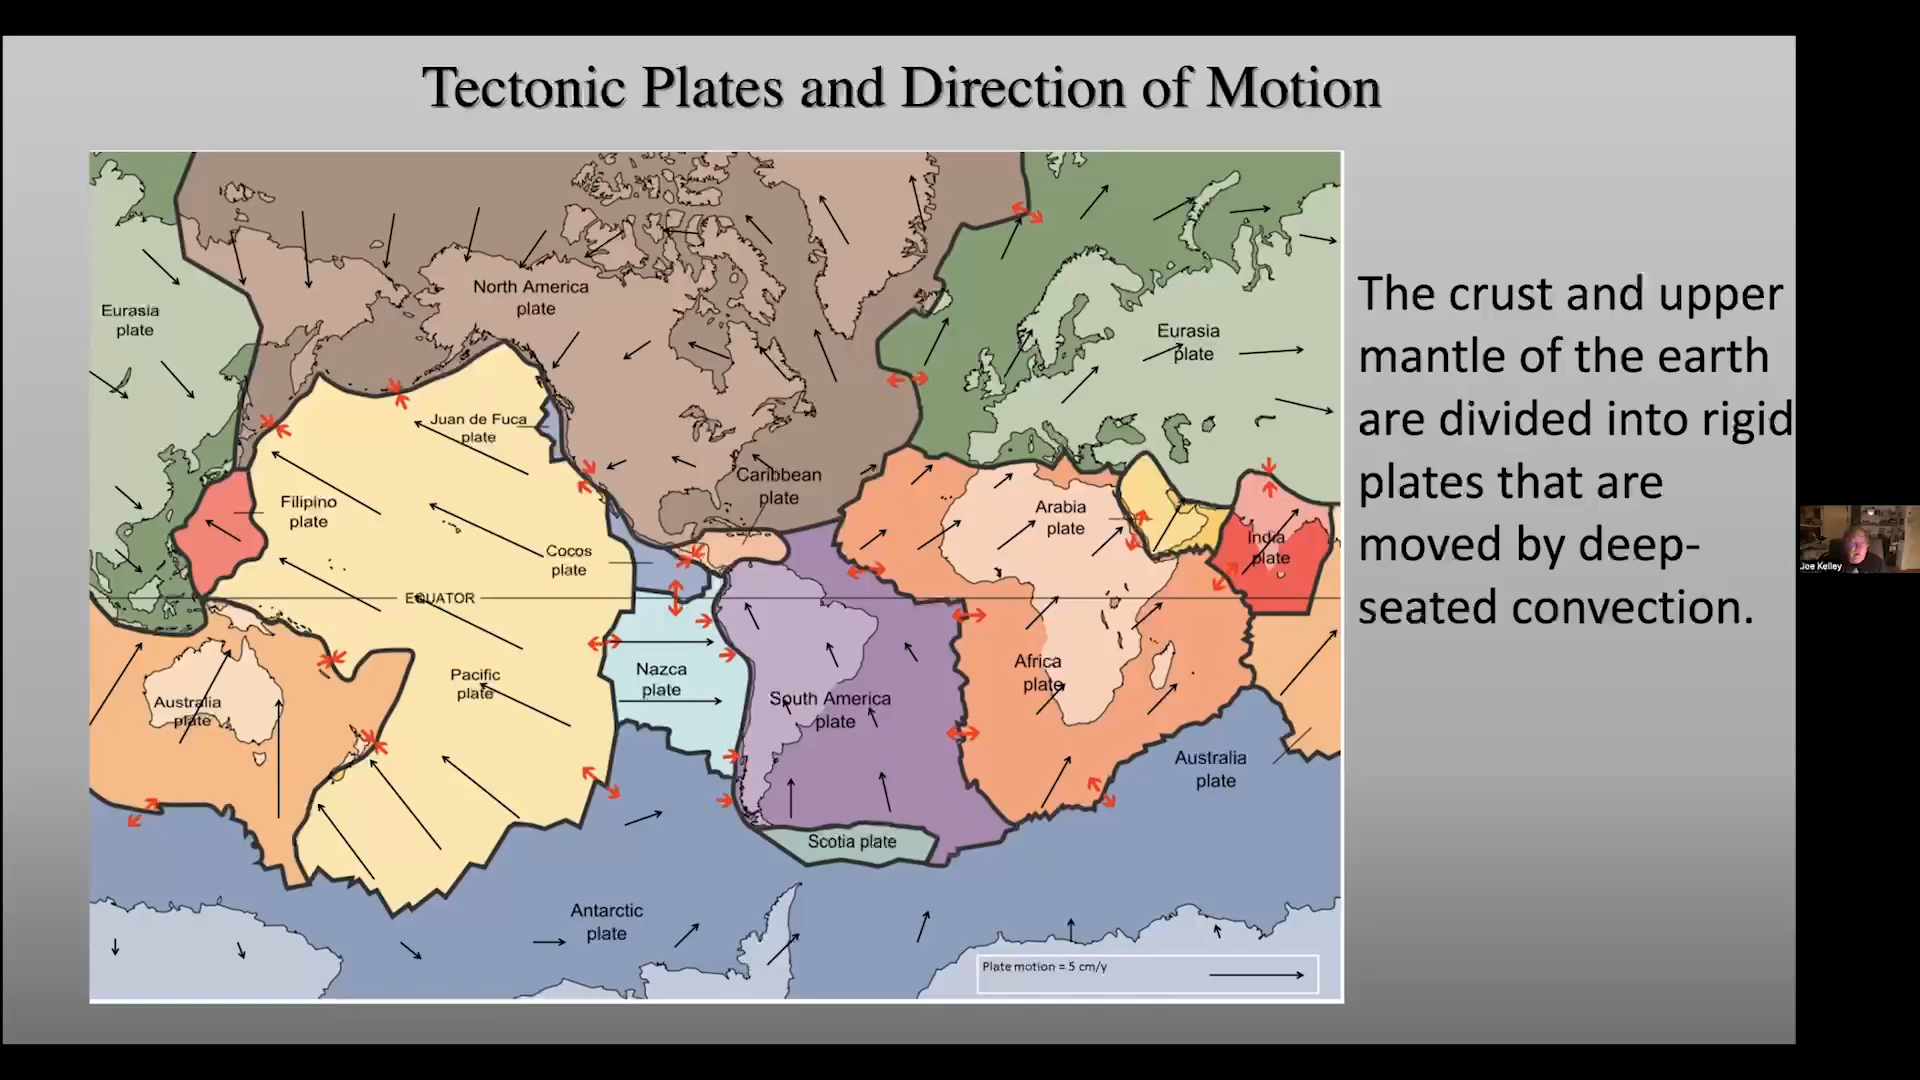 Tectonic Plates and Direction of Motion
Eurasia
plate
North America
plate
Eurasia
plate
Juan de Fuca
plate
Caribbean
plate
Filipino
plate
Arabia
plate
India
plate
Cocos
plate
EQUATOR
Pacific
plate
Nazca
plate
Africa
plate
Australia
plate
South America
plate
Australia
plate
Scotia plate
Antarctic
plate
Plate motion = 5 cm/y
The crust and upper
mantle of the earth
are divided into rigid
plates that are
moved by deep-
seated convection.
Joe Kelley